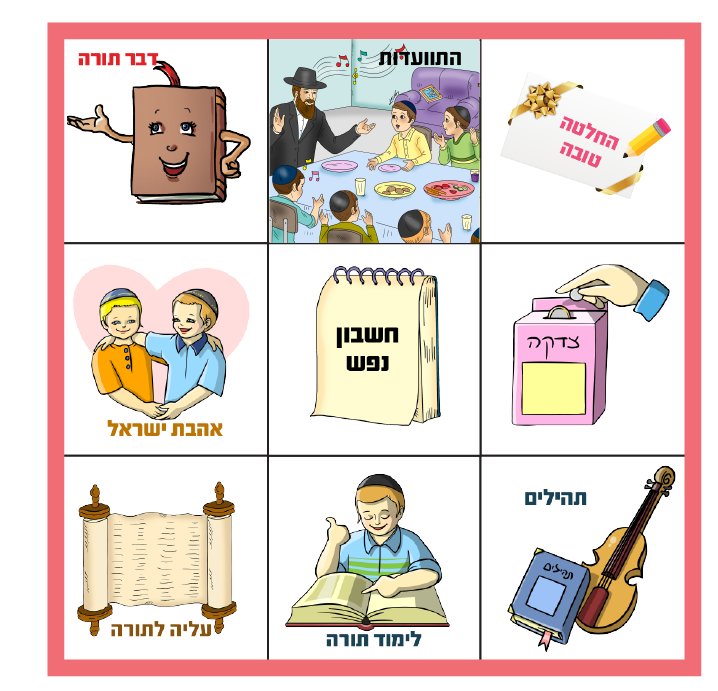 החלטה
טובה
התוועדות
דבר תורה
צדקה
חשבון
נפש
אהבת ישראל
תהילים
תהילים
לימוד תורה
עליה לתורה